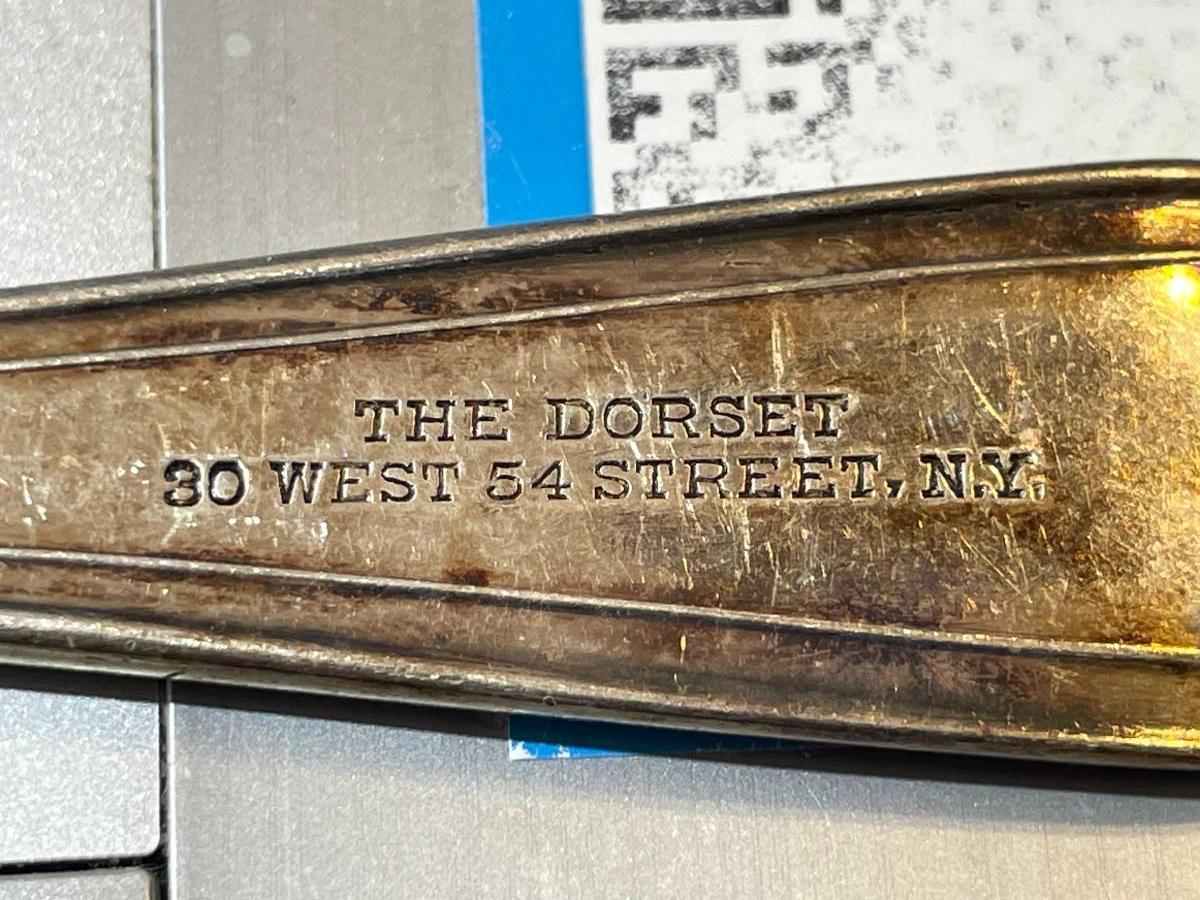 THE DORSET
30 WEST 54 STREET, N.Y.